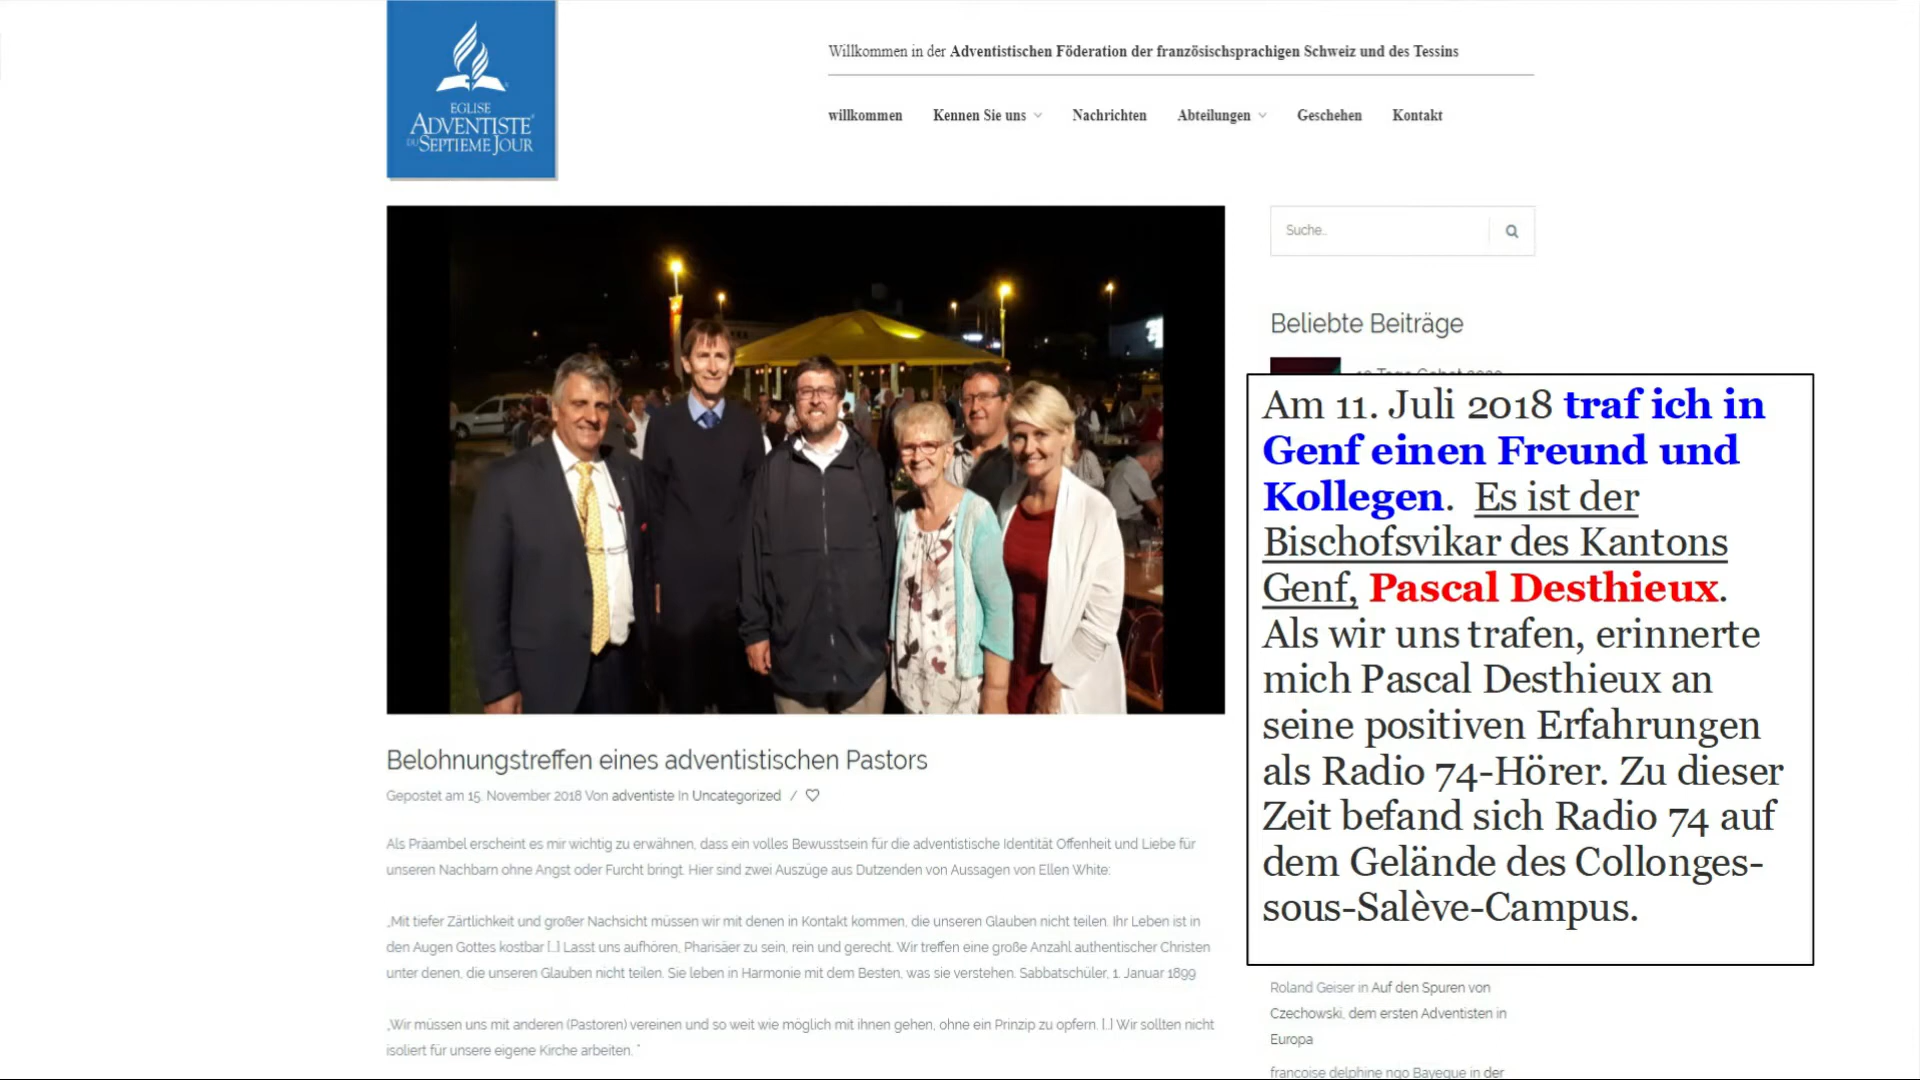 EGLISE
ADVENTISTE
DU SEPTIEME JOUR
Willkommen in der Adventistischen Föderation der französischsprachigen Schweiz und des Tessins
willkommen Kennen Sie uns Nachrichten Abteilungen Geschehen Kontakt
Suche..
Beliebte Beiträge
Am 11. Juli 2018 traf ich in
Genf einen Freund und
Kollegen. Es ist der
Bischofsvikar des Kantons
Genf, Pascal Desthieux.
Als wir uns trafen, erinnerte
mich Pascal Desthieux an
seine positiven Erfahrungen
als Radio 74-Hörer. Zu dieser
Zeit befand sich Radio 74 auf
dem Gelände des Collonges-
sous-Salève-Campus.
Belohnungstreffen eines adventistischen Pastors
Gepostet am 15. November 2018 Von adventiste In Uncategorized /
Als Präambel erscheint es mir wichtig zu erwähnen, dass ein volles Bewusstsein für die adventistische Identität Offenheit und Liebe für
unseren Nachbarn ohne Angst oder Furcht bringt. Hier sind zwei Auszüge aus Dutzenden von Aussagen von Ellen White:
„Mit tiefer Zärtlichkeit und großer Nachsicht müssen wir mit denen in Kontakt kommen, die unseren Glauben nicht teilen. Ihr Leben ist in
den Augen Gottes kostbar [...] Lasst uns aufhören, Pharisäer zu sein, rein und gerecht. Wir treffen eine große Anzahl authentischer Christen
unter denen, die unseren Glauben nicht teilen. Sie leben in Harmonie mit dem Besten, was sie verstehen. Sabbatschüler, 1. Januar 1899
„Wir müssen uns mit anderen (Pastoren) vereinen und so weit wie möglich mit ihnen gehen, ohne ein Prinzip zu opfern. [...] Wir sollten nicht
isoliert für unsere eigene Kirche arbeiten. "
Roland Geiser in Auf den Spuren von
Czechowski, dem ersten Adventisten in
Europa
francoise delphine ngo Bayeque in der